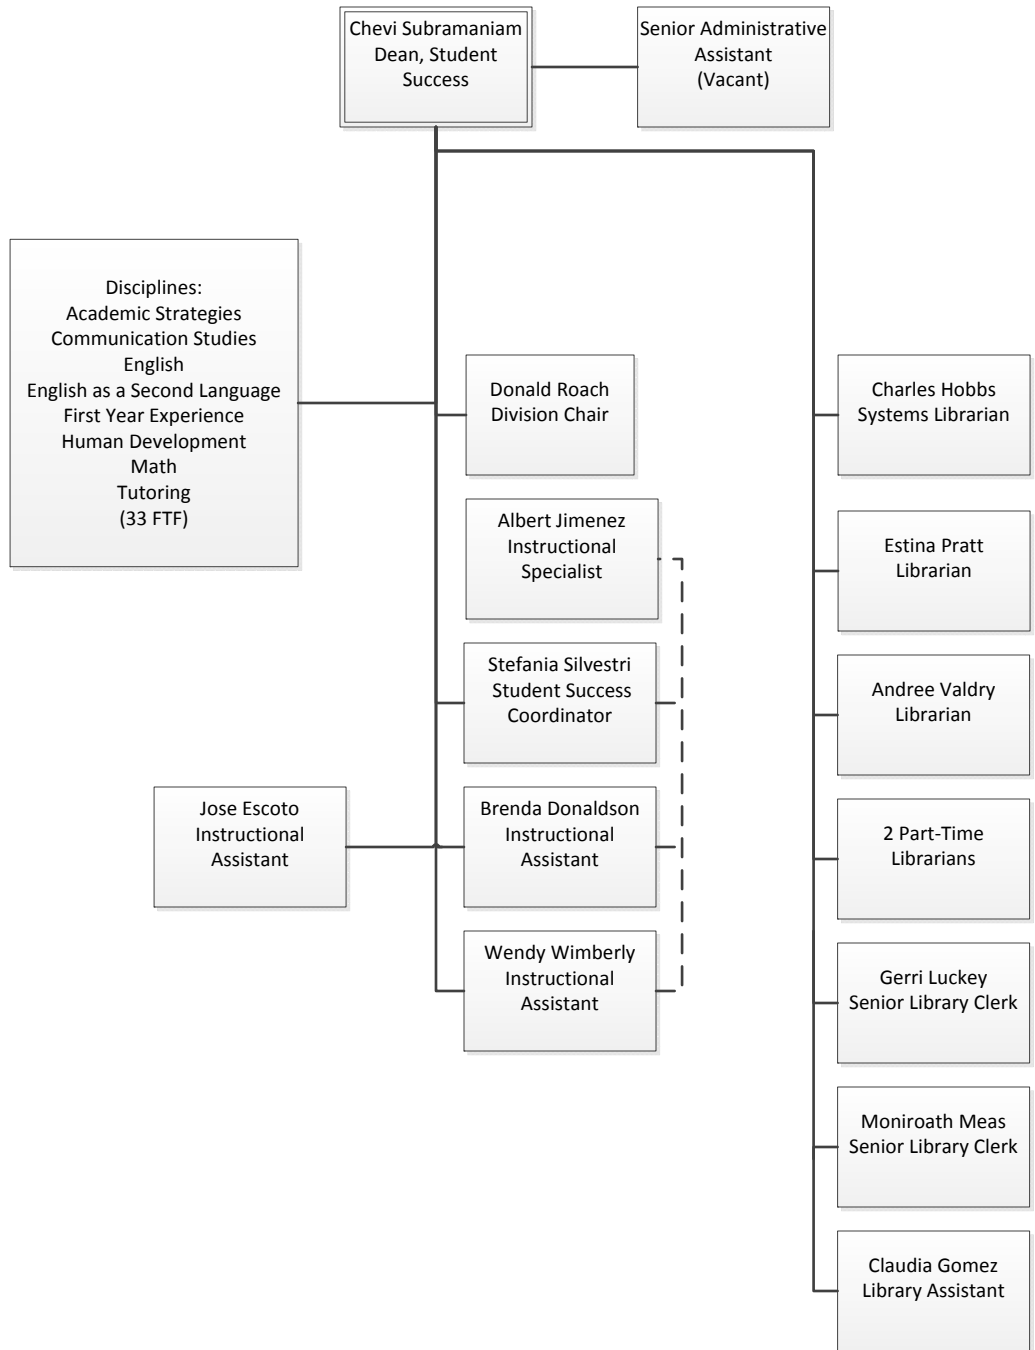 Chevi Subramaniam
Dean, Student
Success
Senior Administrative
Assistant
(Vacant)
Disciplines:
Academic Strategies
Communication Studies
English
English as a Second Language
First Year Experience
Human Development
Math
Tutoring
(33 FTF)
Donald Roach
Division Chair
Albert Jimenez
Instructional
Specialist
Stefania Silvestri
Student Success
Coordinator
Jose Escoto
Instructional
Assistant
Brenda Donaldson
Instructional
Assistant
Wendy Wimberly
Instructional
Assistant
Charles Hobbs
Systems Librarian
Estina Pratt
Librarian
Andree Valdry
Librarian
2 Part-Time
Librarians
Gerri Luckey
Senior Library Clerk
Moniroath Meas
Senior Library Clerk
Claudia Gomez
Library Assistant